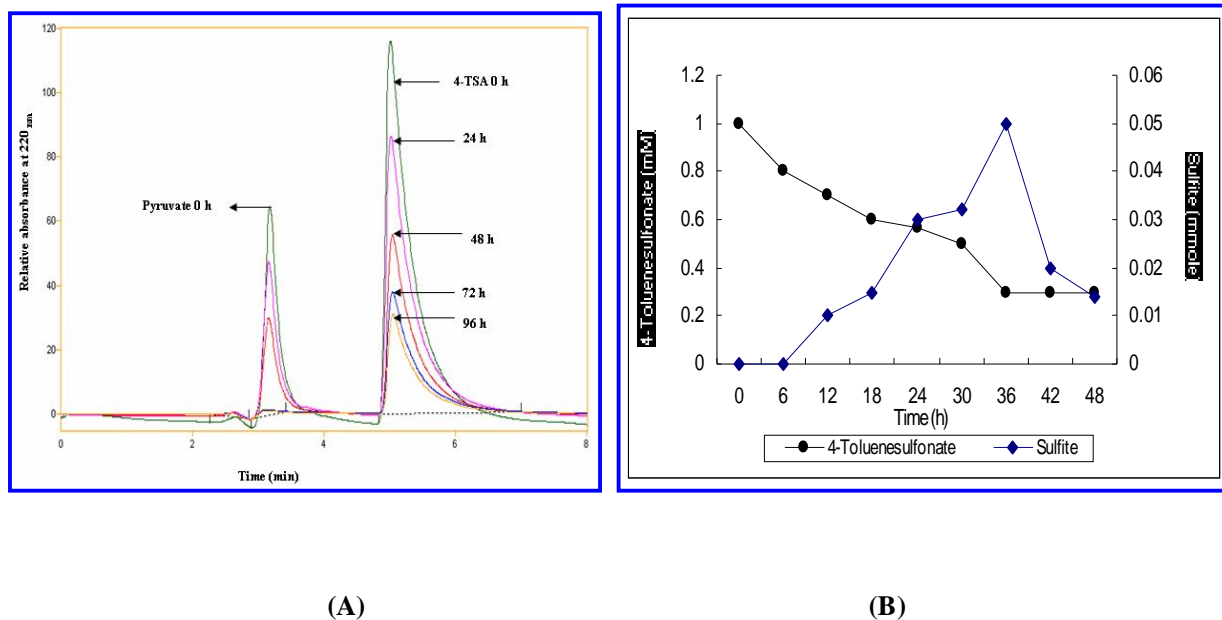 120
100
80
60
40
20
0
0
2
4
6
8
Relative absorbance at 220nm
Time (min)
4-TSA 0 h
24 h
Pyruvate 0 h
48 h
72 h
96 h
1.2
1
0.8
0.6
0.4
0.2
0
4-Toluenesulfonate (mM)
0.06
0.05
0.04
0.03
0.02
0.01
0
Sulfite (mmole)
0 6 12 18 24 30 36 42 48
Time (h)
4-Toluenesulfonate
Sulfite
(A)
(B)